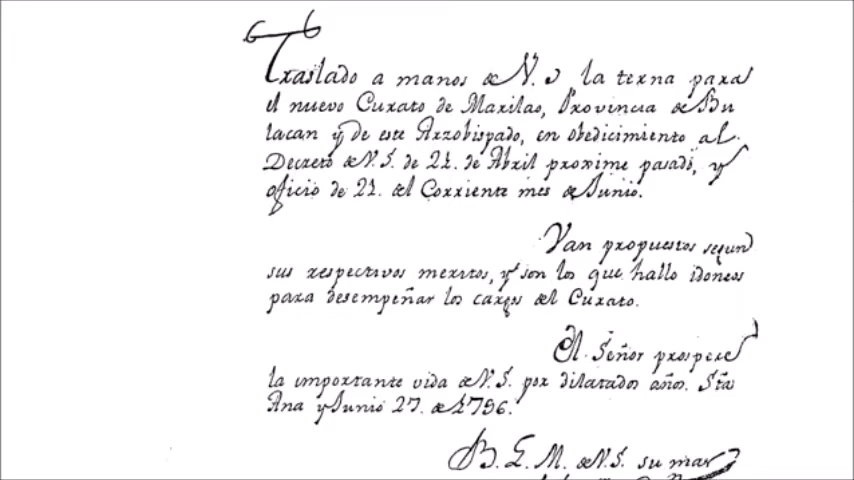 Traslado a manos de V. S. la terna para
el nuevo Curato de Marilao, Provincia de Bu
lacan y de este Arzobispado, en obedicimiento al
Decreto de V. S. de 21. de Abril proxime pasado, y
oficio de 21. del Corriente mes de Junio.
Van propuestos segun
sus respectivos meritos, y son los que hallo idoneos
para desempeñar los cargos del Curato.
El Señor prospere
la importante vida de V. S. por dilatados años. Sta
Ana y Junio 27. de 1796.
B. L. M. de V. S. su mas